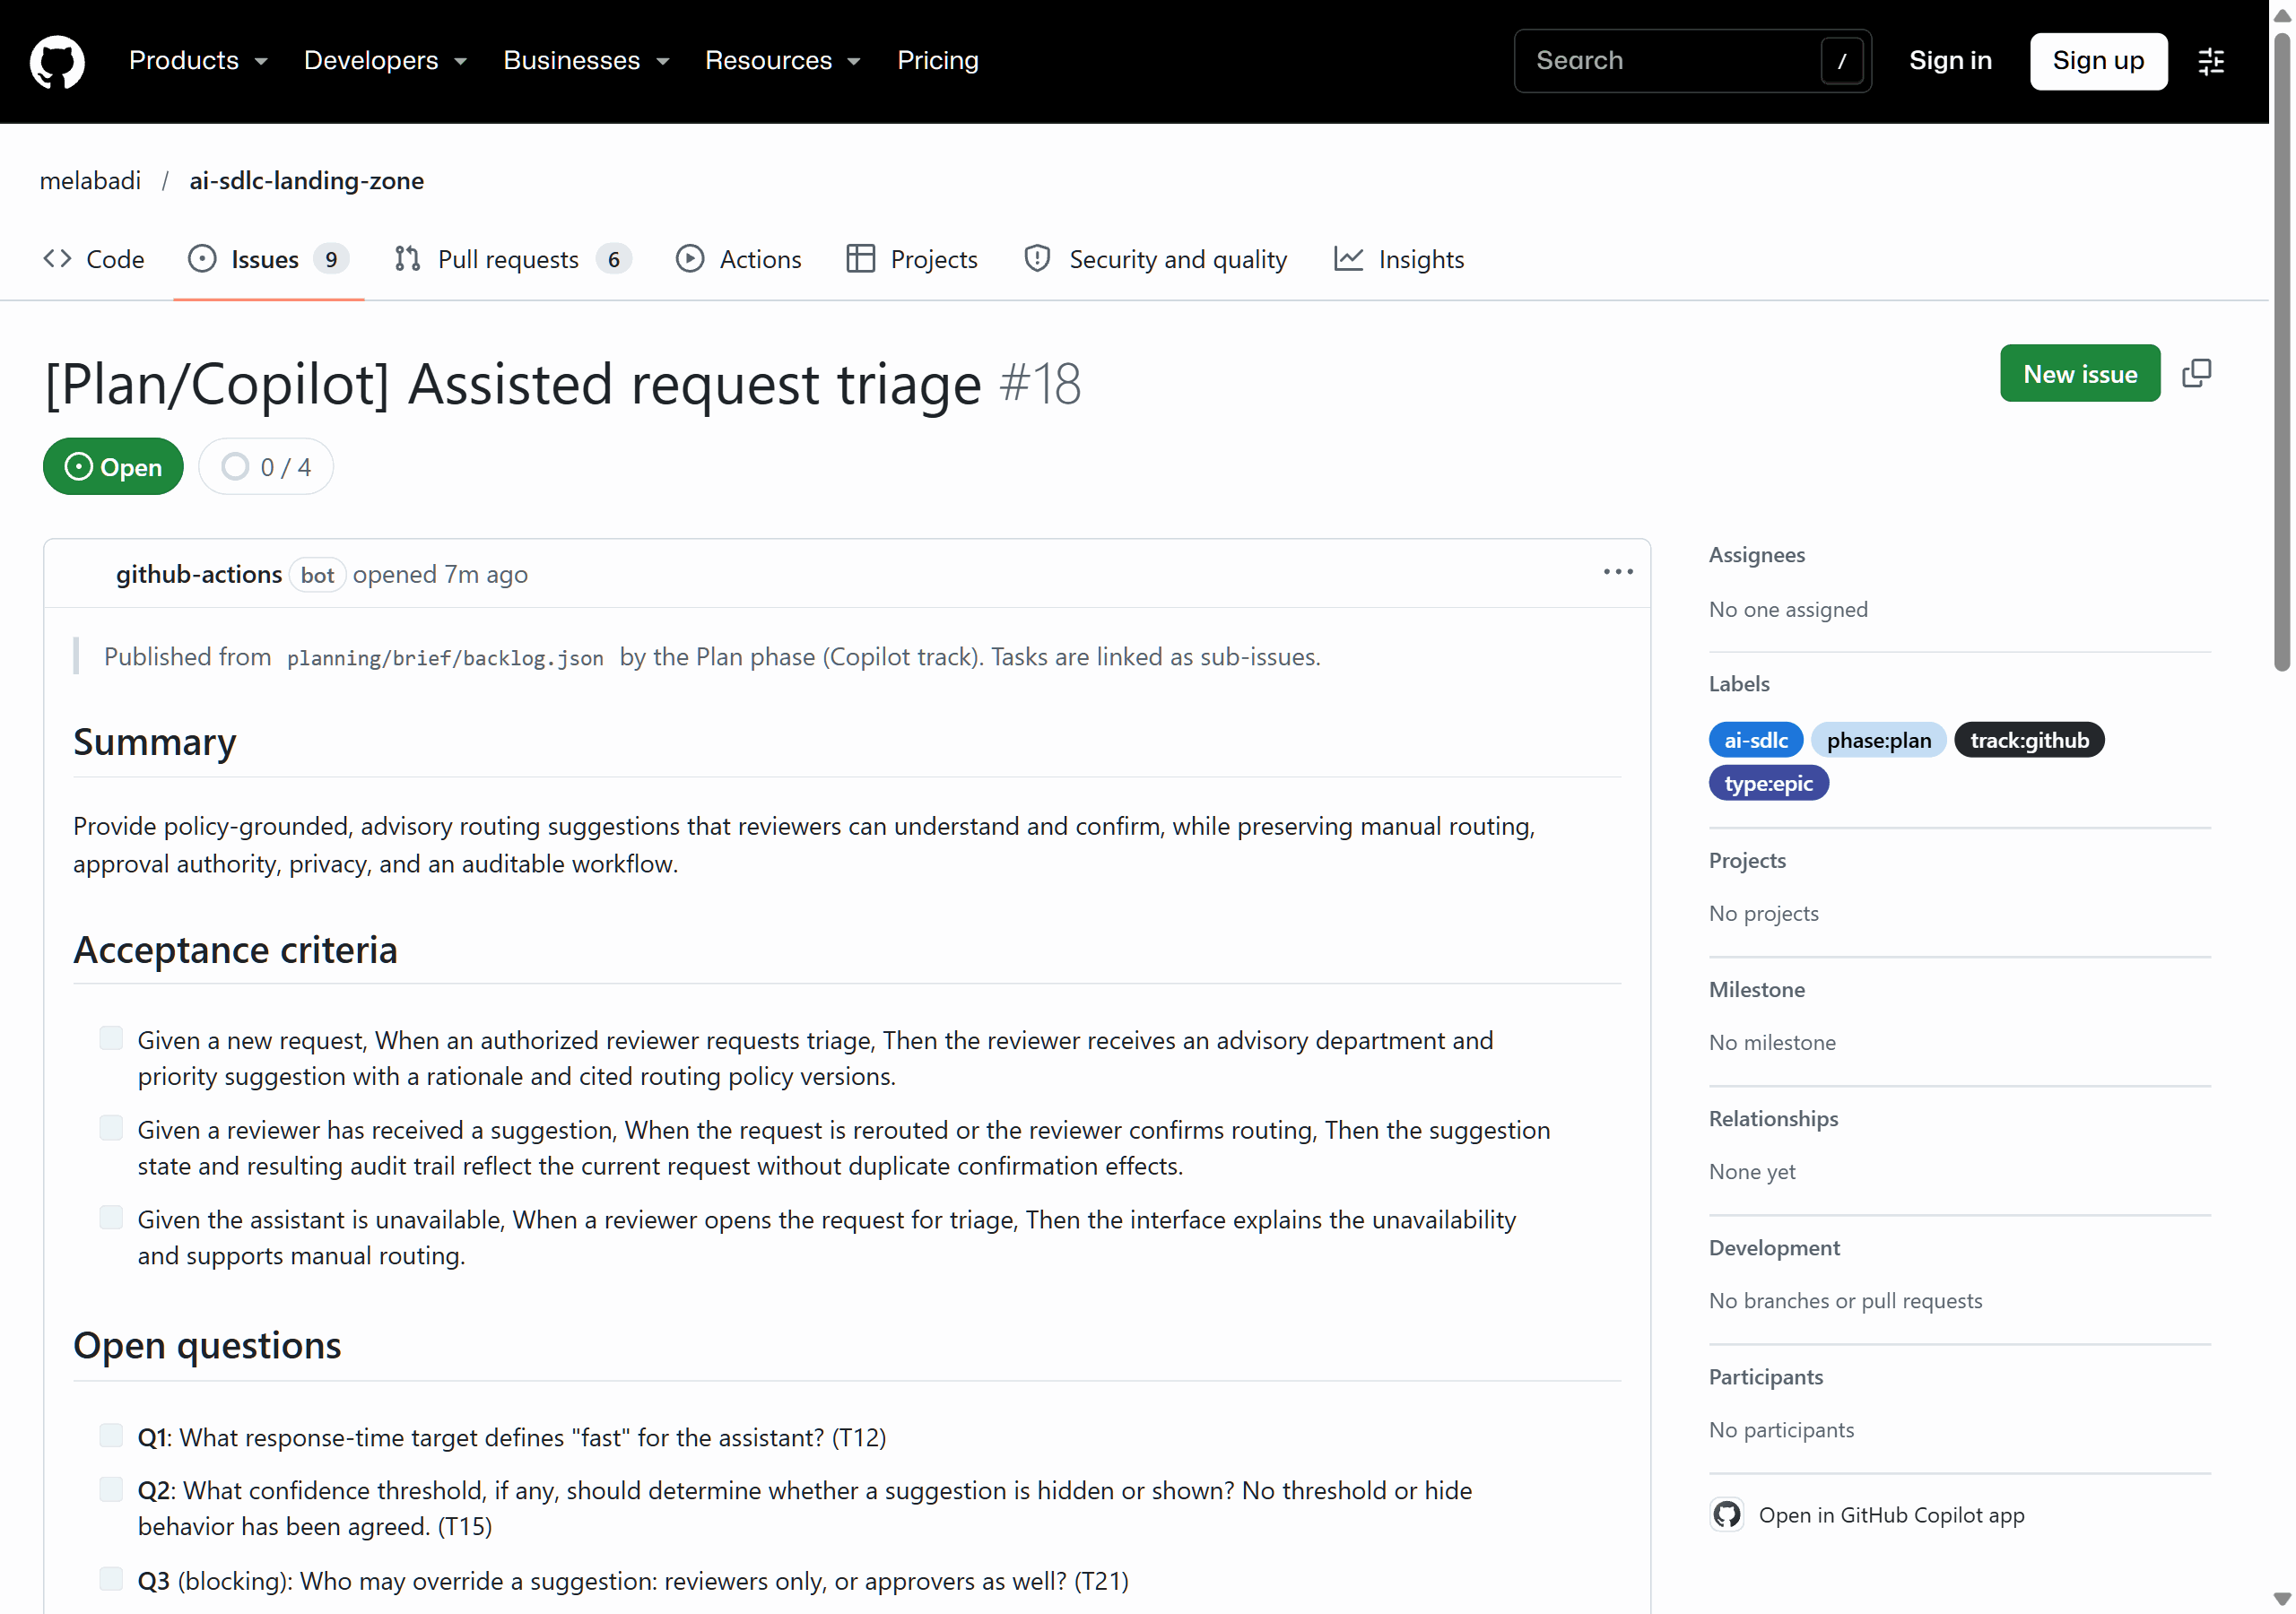 Products Developers Businesses Resources Pricing Search / Sign in Sign up
melabadi / ai-sdlc-landing-zone
Code Issues 9 Pull requests 6 Actions Projects Security and quality Insights
[Plan/Copilot] Assisted request triage #18
New issue
Open 0 / 4
github-actions bot opened 7m ago
Published from planning/brief/backlog.json by the Plan phase (Copilot track). Tasks are linked as sub-issues.
Summary
Provide policy-grounded, advisory routing suggestions that reviewers can understand and confirm, while preserving manual routing,
approval authority, privacy, and an auditable workflow.
Acceptance criteria
Given a new request, When an authorized reviewer requests triage, Then the reviewer receives an advisory department and
priority suggestion with a rationale and cited routing policy versions.
Given a reviewer has received a suggestion, When the request is rerouted or the reviewer confirms routing, Then the suggestion
state and resulting audit trail reflect the current request without duplicate confirmation effects.
Given the assistant is unavailable, When a reviewer opens the request for triage, Then the interface explains the unavailability
and supports manual routing.
Open questions
Q1: What response-time target defines "fast" for the assistant? (T12)
Q2: What confidence threshold, if any, should determine whether a suggestion is hidden or shown? No threshold or hide
behavior has been agreed. (T15)
Q3 (blocking): Who may override a suggestion: reviewers only, or approvers as well? (T21)
Assignees
No one assigned
Labels
ai-sdlc phase:plan track:github
type:epic
Projects
No projects
Milestone
No milestone
Relationships
None yet
Development
No branches or pull requests
Participants
No participants
Open in GitHub Copilot app